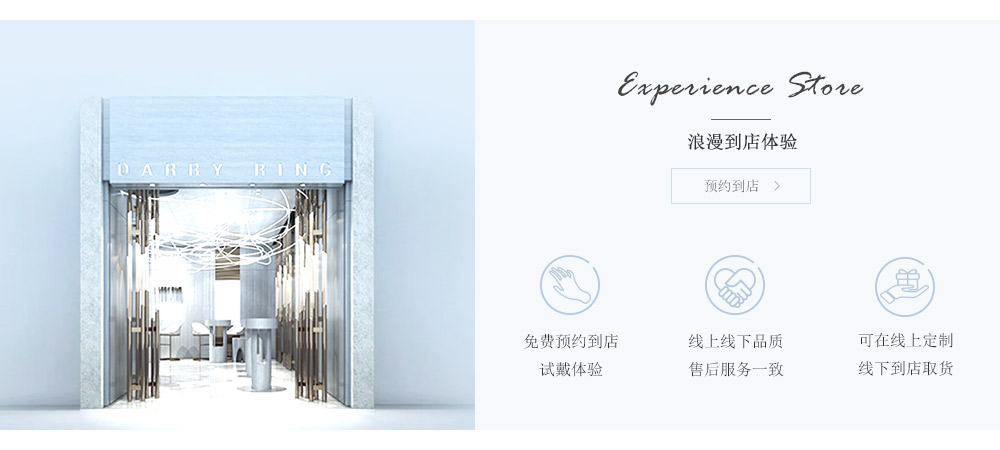 DARRY RING
Experience Store
浪漫到店体验
预约到店 >
免费预约到店
试戴体验
线上线下品质
售后服务一致
可在线上定制
线下到店取货